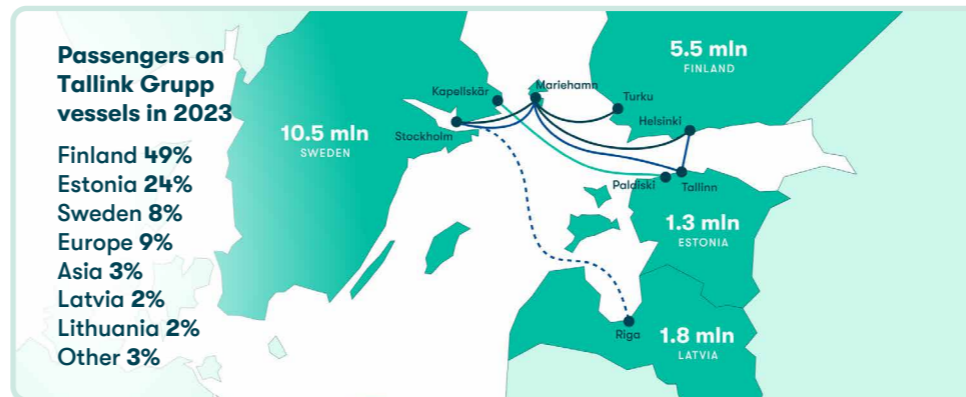 Passengers on
Tallink Grupp
vessels in 2023
Finland 49%
Estonia 24%
Sweden 8%
Europe 9%
Asia 3%
Latvia 2%
Lithuania 2%
Other 3%
10.5 mln
SWEDEN
5.5 mln
FINLAND
Kapellskär
Mariehamn
Turku
Helsinki
Stockholm
Paldiski
Tallinn
1.3 mln
ESTONIA
Riga
1.8 mln
LATVIA